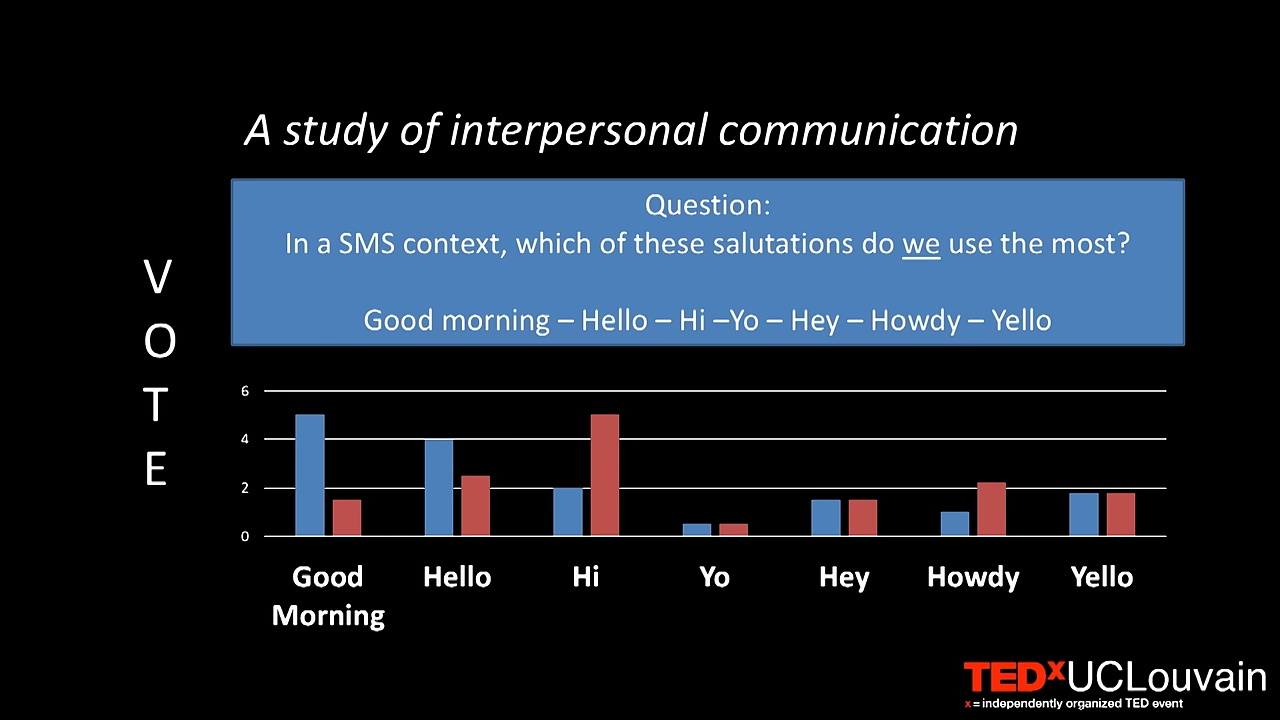 A study of interpersonal communication
Question:
In a SMS context, which of these salutations do we use the most?
Good morning – Hello – Hi –Yo – Hey – Howdy – Yello
V
O
T
E
6
4
2
0
Good Morning
Hello
Hi
Yo
Hey
Howdy
Yello
TEDxUCLouvain
x = independently organized TED event